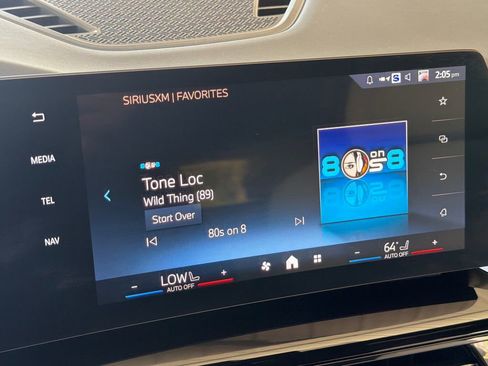 2:05 pm
SIRIUSXM | FAVORITES
MEDIA
TEL
NAV
Tone Loc
Wild Thing (89)
Start Over
80s on 8
80s on 8
− LOW +
AUTO OFF
− 64° +
AUTO OFF